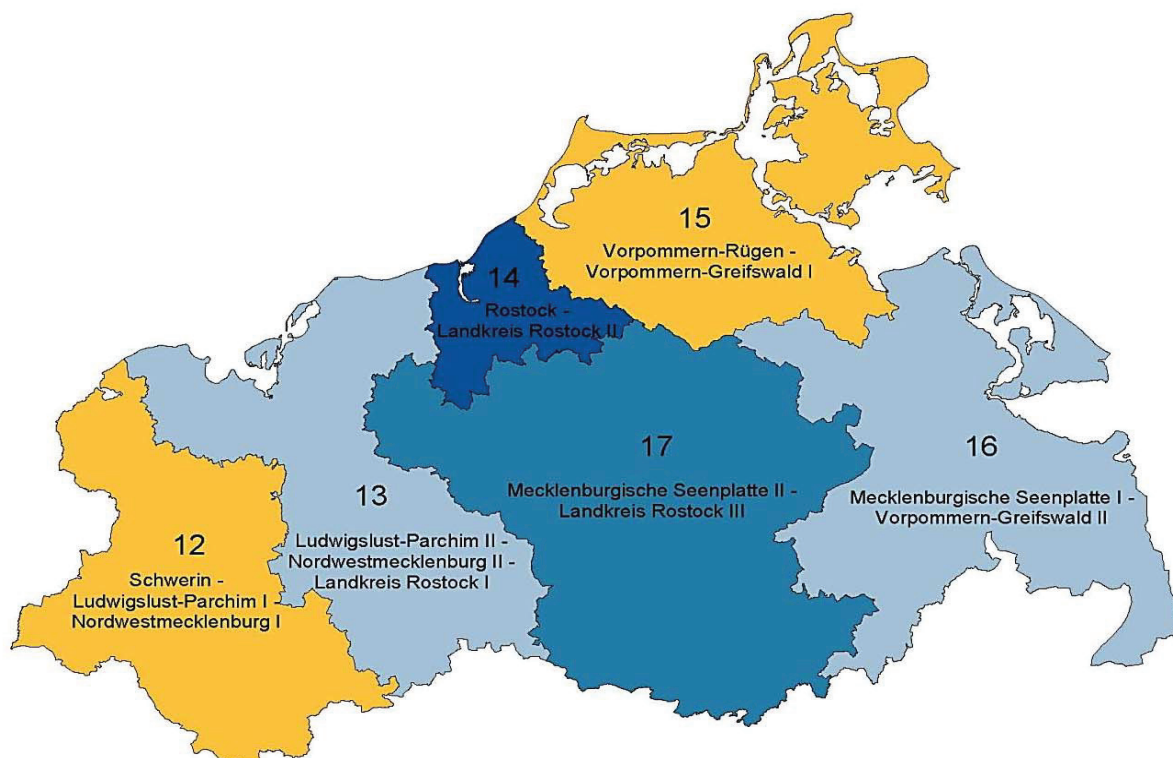 15
Vorpommern-Rügen -
Vorpommern-Greifswald I
14
Rostock -
Landkreis Rostock II
17
Mecklenburgische Seenplatte II -
Landkreis Rostock III
16
Mecklenburgische Seenplatte I -
Vorpommern-Greifswald II
13
Ludwigslust-Parchim II -
Nordwestmecklenburg II -
Landkreis Rostock I
12
Schwerin -
Ludwigslust-Parchim I -
Nordwestmecklenburg I